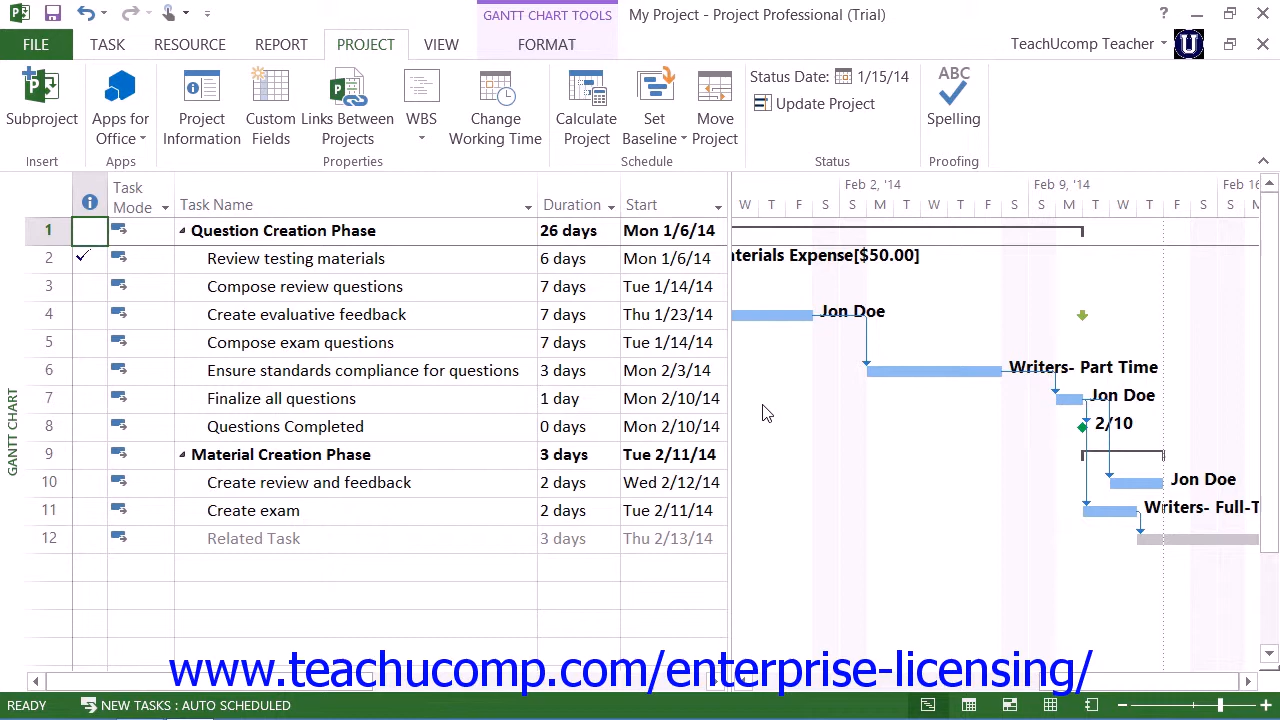 GANTT CHART TOOLS
My Project - Project Professional (Trial)
?
FILE TASK RESOURCE REPORT PROJECT VIEW FORMAT
TeachUcomp Teacher
U
Subproject
Apps for Office
Project Information
Custom Fields
Links Between Projects
WBS
Change Working Time
Calculate Project
Set Baseline
Move Project
Status Date: 1/15/14
Update Project
ABC
Spelling
Insert Apps Properties Schedule Status Proofing
Task Mode Task Name Duration Start
Feb 2, '14 Feb 9, '14 Feb 16
W T F S S M T W T F S S M T W T F S S M
1 Question Creation Phase 26 days Mon 1/6/14
2 Review testing materials 6 days Mon 1/6/14 aterials Expense[$50.00]
3 Compose review questions 7 days Tue 1/14/14
4 Create evaluative feedback 7 days Thu 1/23/14 Jon Doe
5 Compose exam questions 7 days Tue 1/14/14
6 Ensure standards compliance for questions 3 days Mon 2/3/14 Writers- Part Time
7 Finalize all questions 1 day Mon 2/10/14 Jon Doe
8 Questions Completed 0 days Mon 2/10/14 2/10
9 Material Creation Phase 3 days Tue 2/11/14
10 Create review and feedback 2 days Wed 2/12/14 Jon Doe
11 Create exam 2 days Tue 2/11/14 Writers- Full-T
12 Related Task 3 days Thu 2/13/14
GANTT CHART
www.teachucomp.com/enterprise-licensing/
READY NEW TASKS : AUTO SCHEDULED